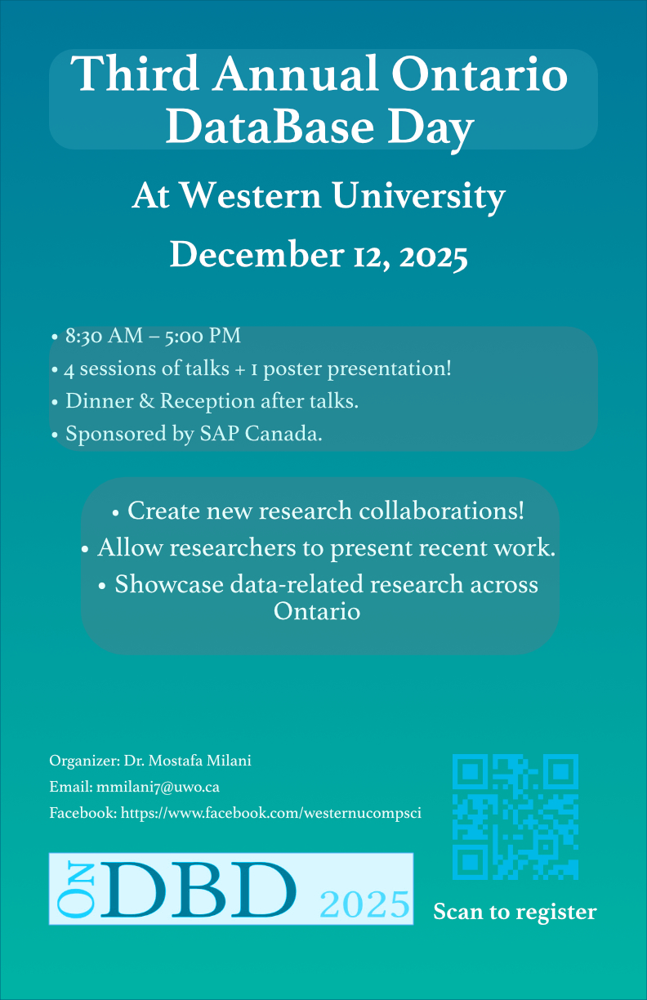 Third Annual Ontario
DataBase Day
At Western University
December 12, 2025
• 8:30 AM – 5:00 PM
• 4 sessions of talks + 1 poster presentation!
• Dinner & Reception after talks.
• Sponsored by SAP Canada.
• Create new research collaborations!
• Allow researchers to present recent work.
• Showcase data-related research across
Ontario
Organizer: Dr. Mostafa Milani
Email: mmilani7@uwo.ca
Facebook: https://www.facebook.com/westernucompsci
ON DBD 2025
Scan to register